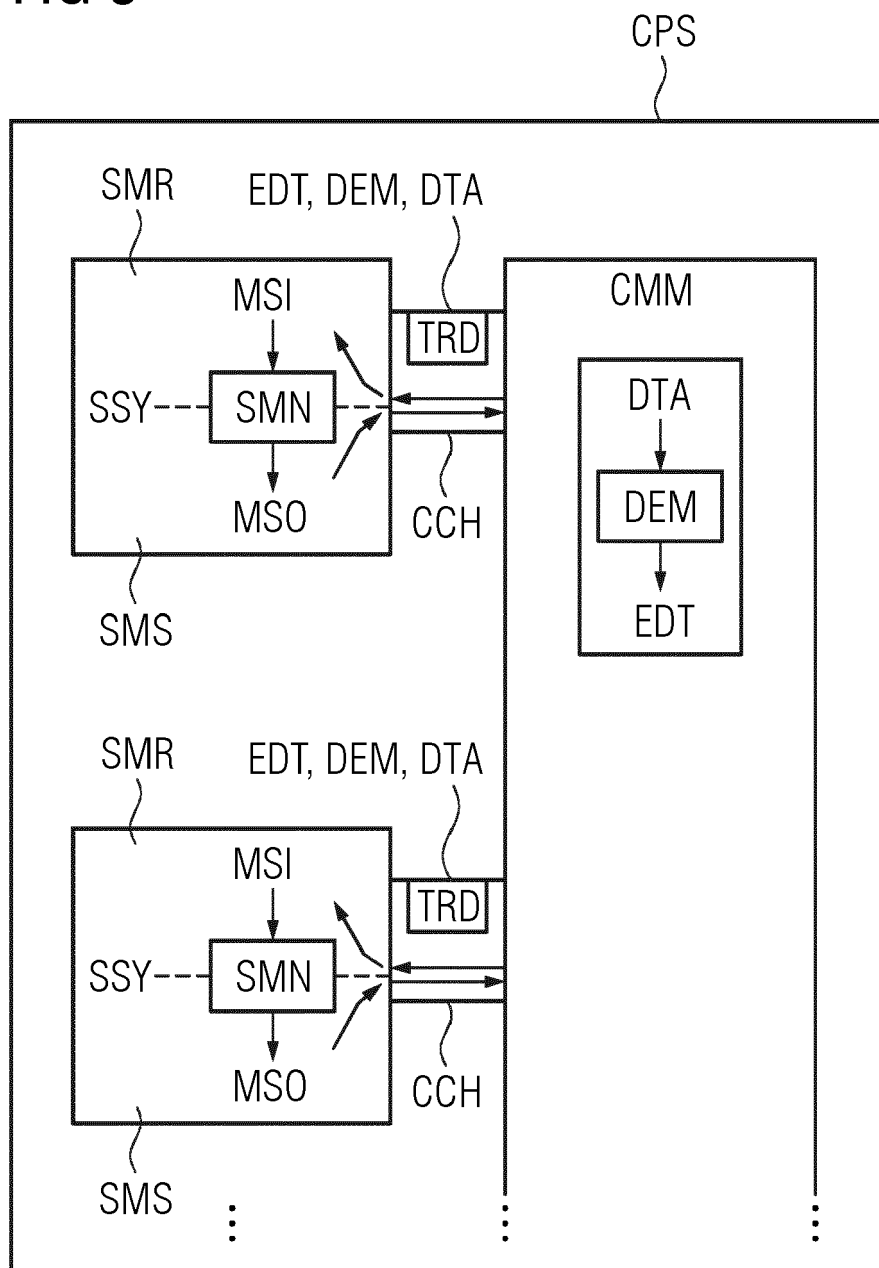 CPS
SMR
EDT, DEM, DTA
MSI
TRD
CMM
SSY
SMN
DTA
MSO
CCH
DEM
SMS
EDT
SMR
EDT, DEM, DTA
MSI
TRD
SSY
SMN
MSO
CCH
SMS